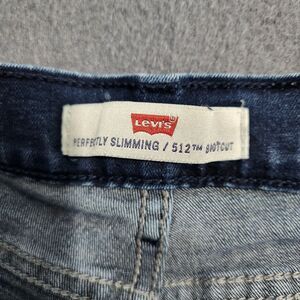 Levi's
PERFECTLY SLIMMING / 512™ BOOTCUT